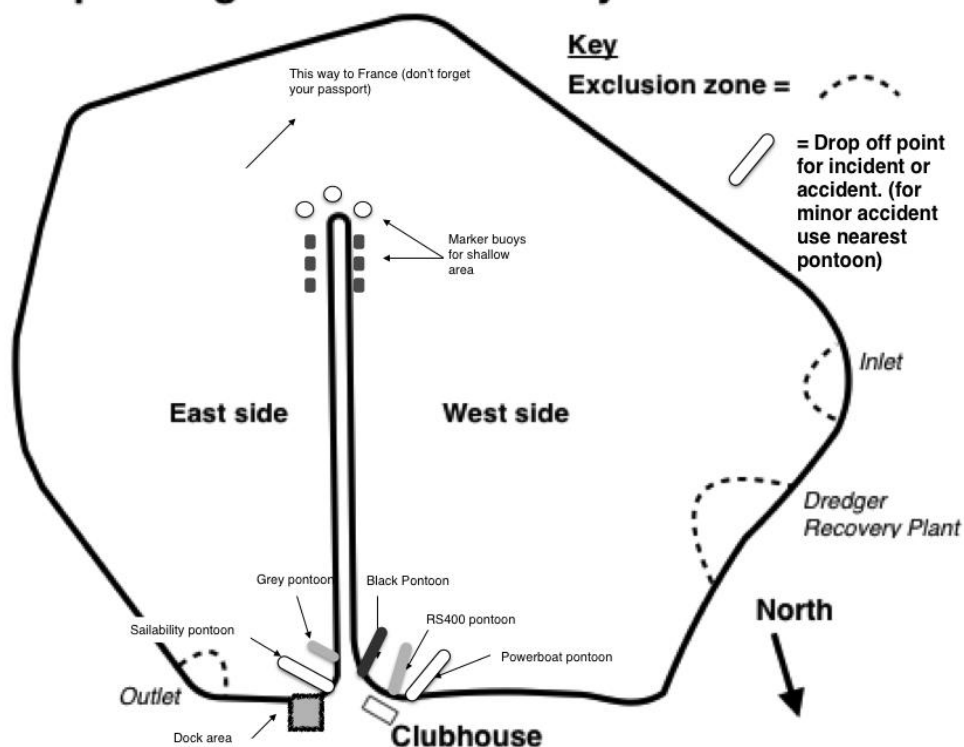 Key
Exclusion zone =
This way to France (don't forget
your passport)
= Drop off point
for incident or
accident. (for
minor accident
use nearest
pontoon)
Marker buoys
for shallow
area
Inlet
East side
West side
Dredger
Recovery Plant
Grey pontoon
Black Pontoon
North
Sailability pontoon
RS400 pontoon
Powerboat pontoon
Outlet
Dock area
Clubhouse